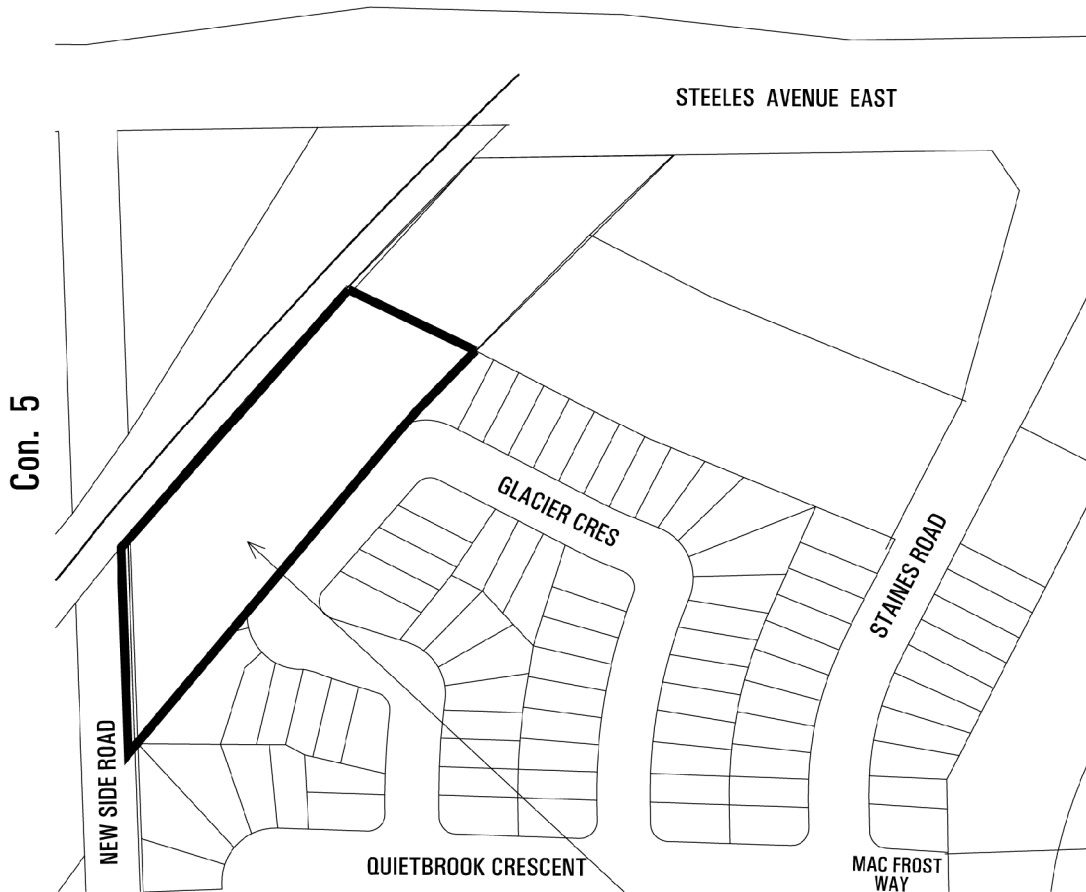 STEELES AVENUE EAST
Con. 5
GLACIER CRES
STAINES ROAD
NEW SIDE ROAD
QUIETBROOK CRESCENT
MAC FROST
WAY